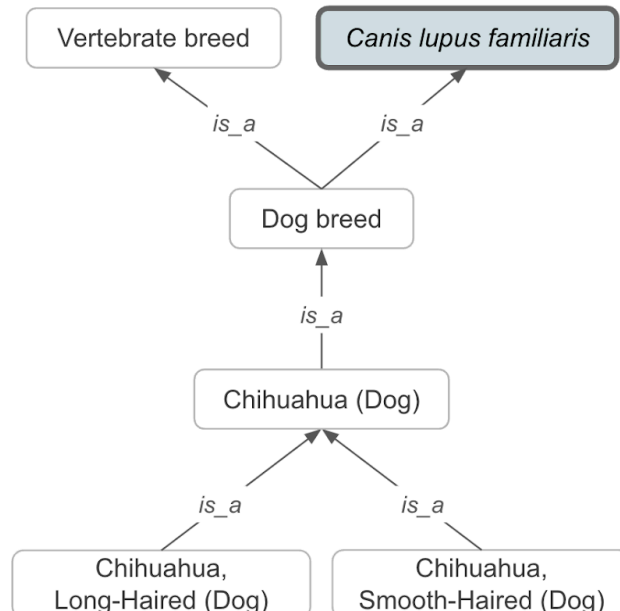 Vertebrate breed
Canis lupus familiaris
is_a
is_a
Dog breed
is_a
Chihuahua (Dog)
is_a
is_a
Chihuahua,
Long-Haired (Dog)
Chihuahua,
Smooth-Haired (Dog)